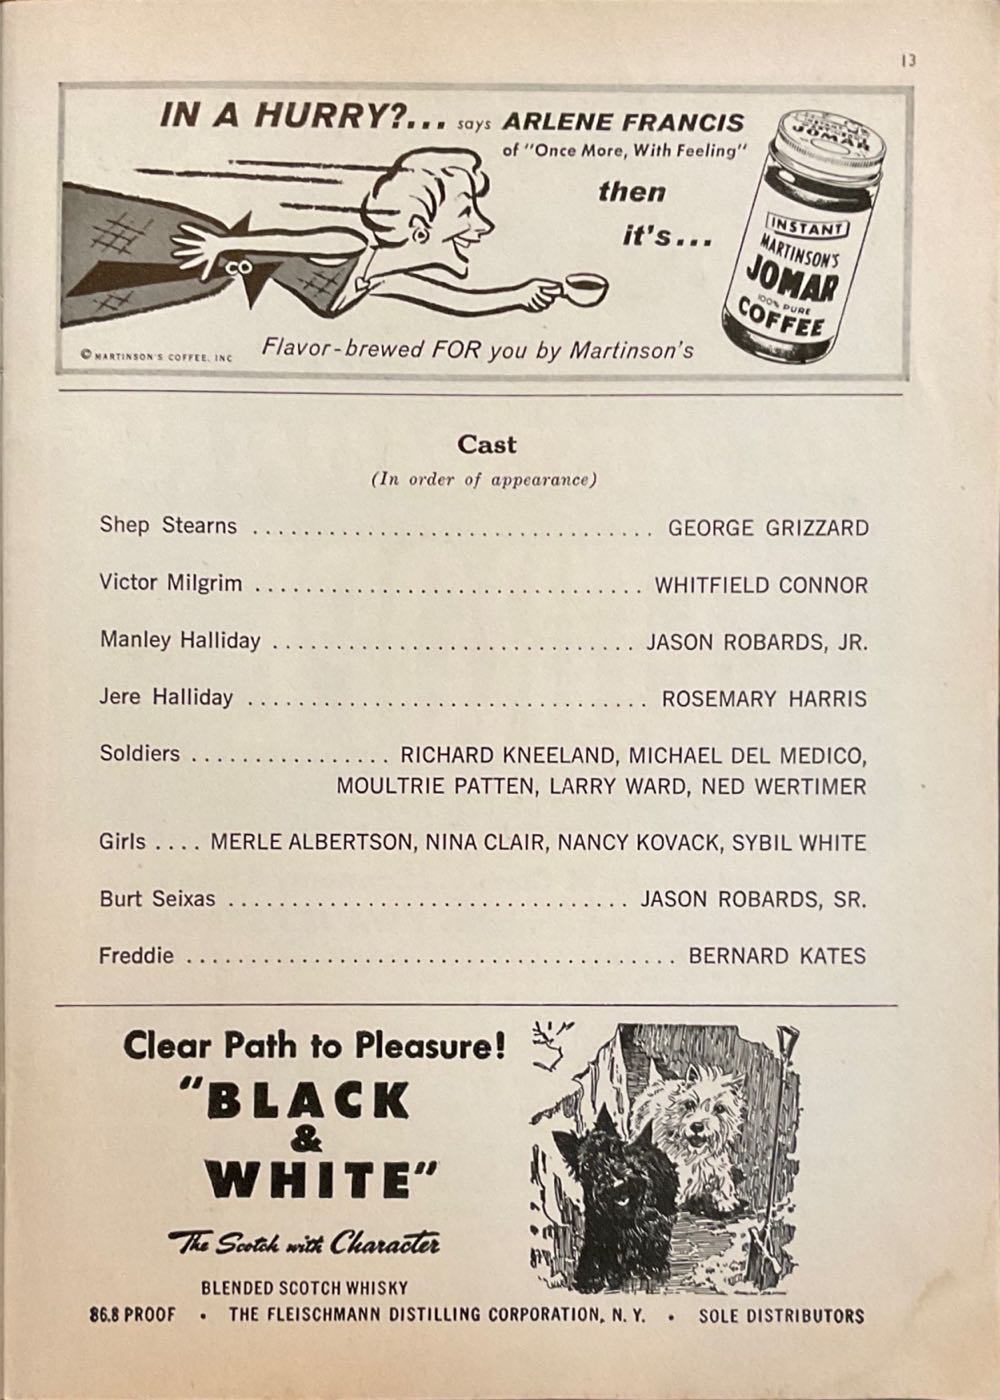 13
IN A HURRY?... says ARLENE FRANCIS
of "Once More, With Feeling"
then
it's...
JOMAR
INSTANT
MARTINSON'S
JOMAR
100% PURE
COFFEE
© MARTINSON'S COFFEE, INC
Flavor-brewed FOR you by Martinson's
Cast
(In order of appearance)
Shep Stearns ................................ GEORGE GRIZZARD
Victor Milgrim ............................... WHITFIELD CONNOR
Manley Halliday ............................. JASON ROBARDS, JR.
Jere Halliday ................................ ROSEMARY HARRIS
Soldiers ................ RICHARD KNEELAND, MICHAEL DEL MEDICO,
MOULTRIE PATTEN, LARRY WARD, NED WERTIMER
Girls .... MERLE ALBERTSON, NINA CLAIR, NANCY KOVACK, SYBIL WHITE
Burt Seixas ................................ JASON ROBARDS, SR.
Freddie ....................................... BERNARD KATES
Clear Path to Pleasure!
"BLACK
&
WHITE"
The Scotch with Character
BLENDED SCOTCH WHISKY
86.8 PROOF • THE FLEISCHMANN DISTILLING CORPORATION, N. Y. • SOLE DISTRIBUTORS